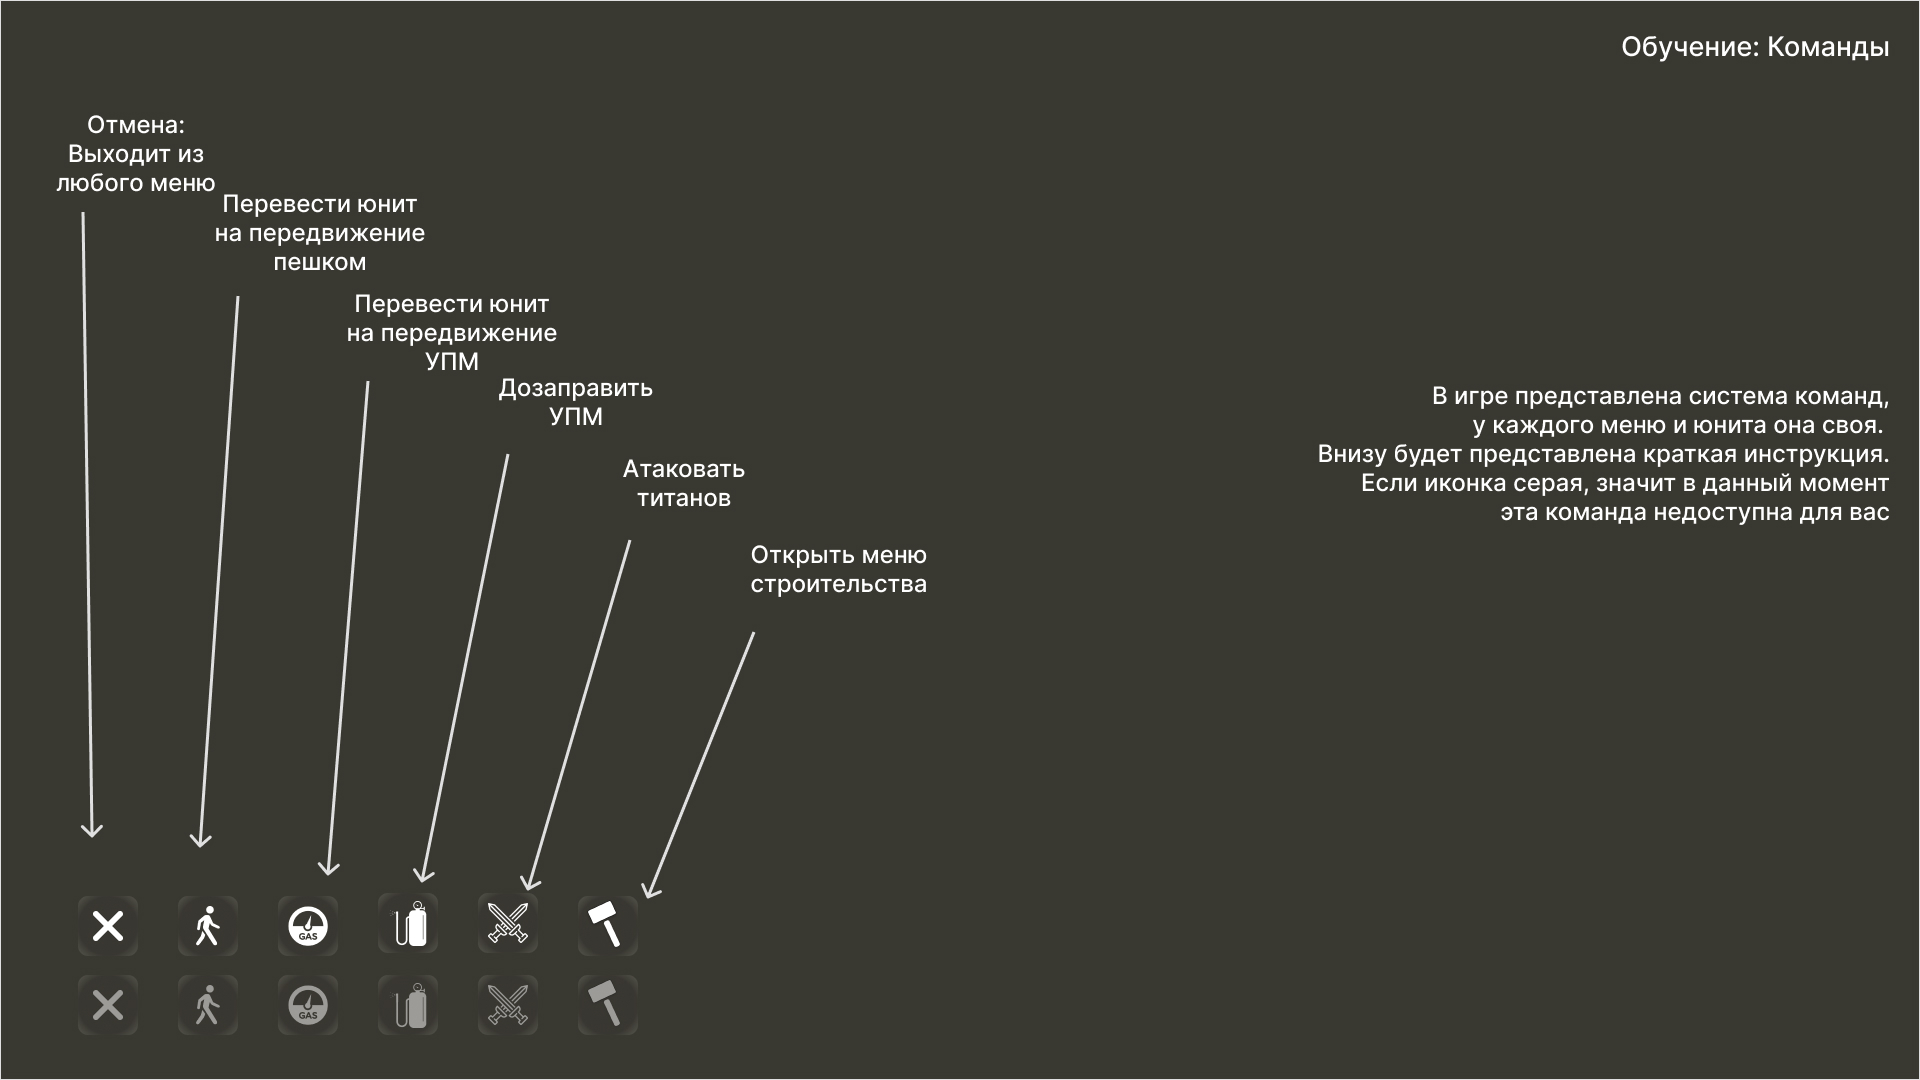 Обучение: Команды
Отмена:
Выходит из
любого меню
Перевести юнит
на передвижение
пешком
Перевести юнит
на передвижение
УПМ
Дозаправить
УПМ
Атаковать
титанов
Открыть меню
строительства
В игре представлена система команд,
у каждого меню и юнита она своя.
Внизу будет представлена краткая инструкция.
Если иконка серая, значит в данный момент
эта команда недоступна для вас
GAS
GAS